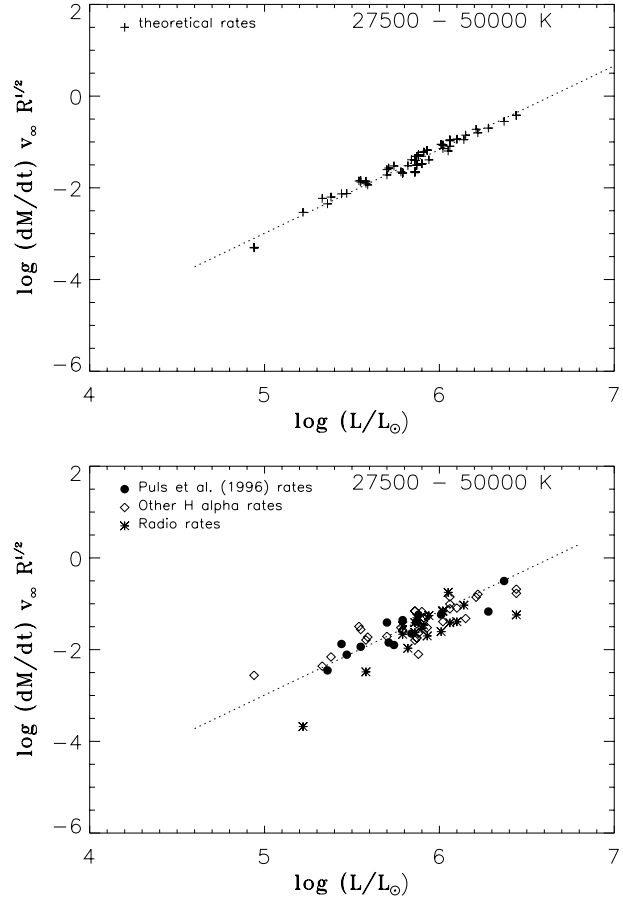 2
+ theoretical rates
27500 – 50000 K
0
−2
−4
−6
4 5 6 7
log (dM/dt) v∞ R^1/2
log (L/L⊙)
2
● Puls et al. (1996) rates
27500 – 50000 K
◇ Other H alpha rates
✳ Radio rates
0
−2
−4
−6
4 5 6 7
log (dM/dt) v∞ R^1/2
log (L/L⊙)